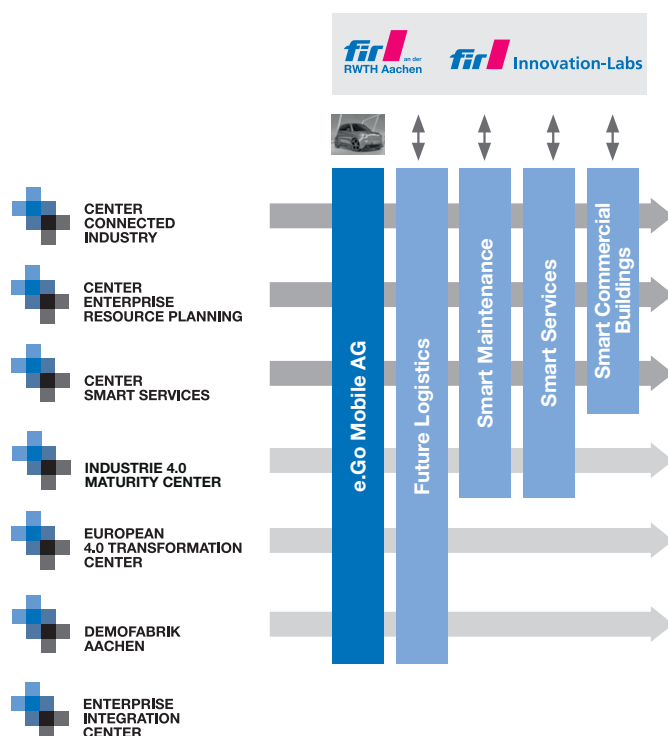 fir an der
RWTH Aachen
fir Innovation-Labs
CENTER
CONNECTED
INDUSTRY
CENTER
ENTERPRISE
RESOURCE PLANNING
CENTER
SMART SERVICES
INDUSTRIE 4.0
MATURITY CENTER
EUROPEAN
4.0 TRANSFORMATION
CENTER
DEMOFABRIK
AACHEN
ENTERPRISE
INTEGRATION
CENTER
e.Go Mobile AG
Future Logistics
Smart Maintenance
Smart Services
Smart Commercial
Buildings